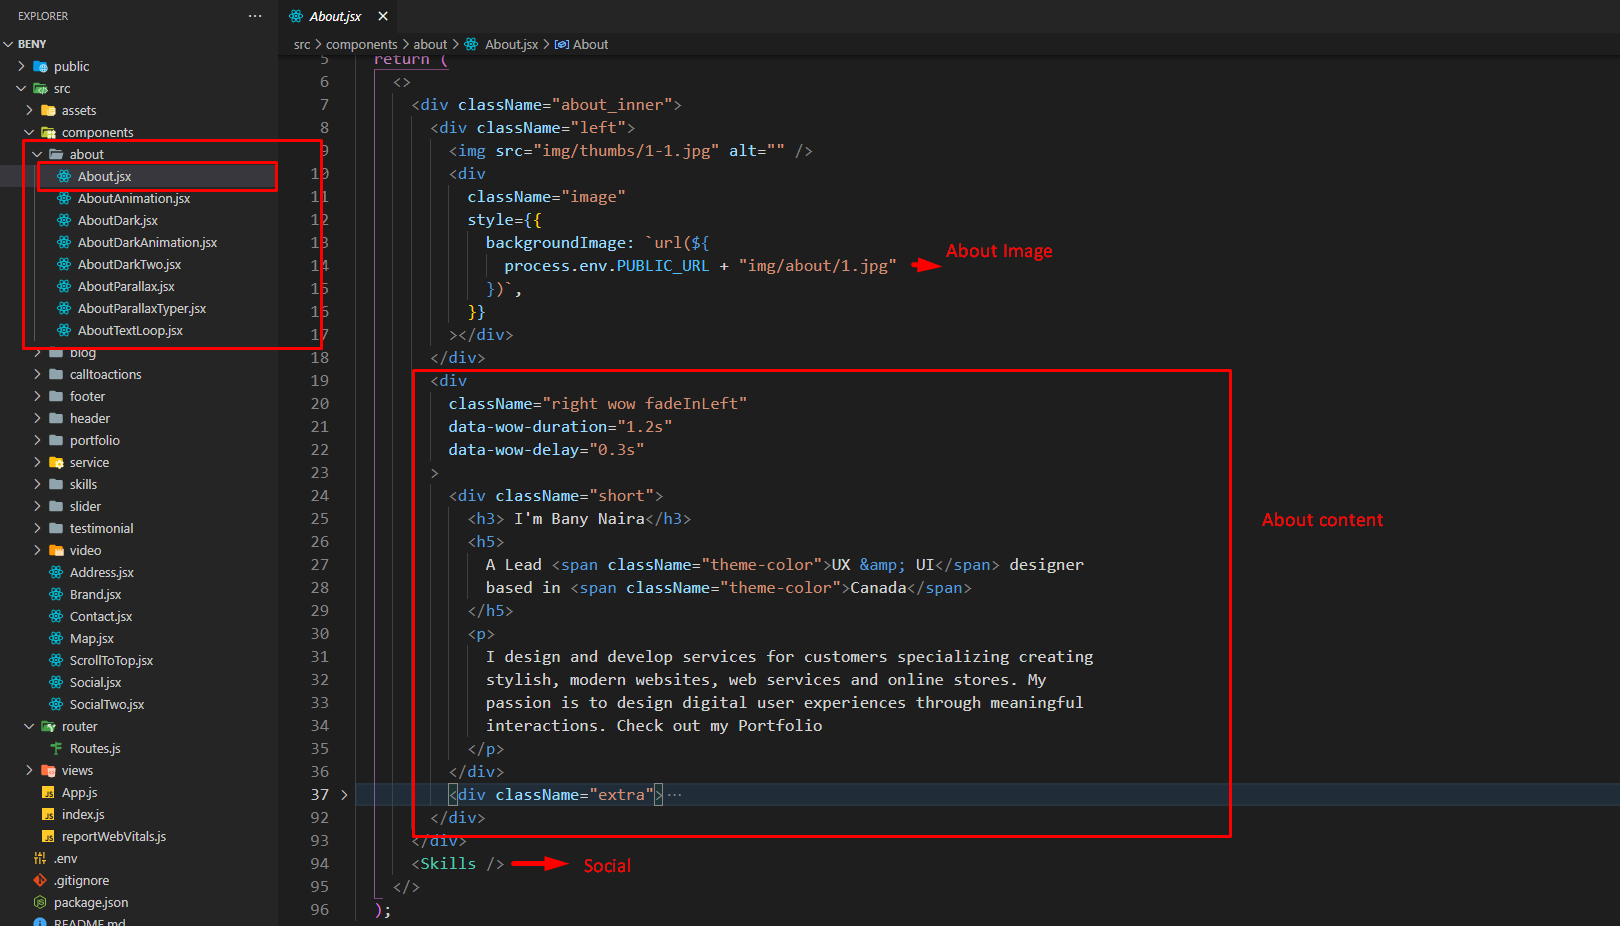 EXPLORER ···
BENY
public
src
assets
components
about
About.jsx
AboutAnimation.jsx
AboutDark.jsx
AboutDarkAnimation.jsx
AboutDarkTwo.jsx
AboutParallax.jsx
AboutParallaxTyper.jsx
AboutTextLoop.jsx
blog
calltoactions
footer
header
portfolio
service
skills
slider
testimonial
video
Address.jsx
Brand.jsx
Contact.jsx
Map.jsx
ScrollToTop.jsx
Social.jsx
SocialTwo.jsx
router
Routes.js
views
App.js
index.js
reportWebVitals.js
.env
.gitignore
package.json
README.md
About.jsx
src > components > about > About.jsx > About
5 return (
6 <>
7 <div className="about_inner">
8 <div className="left">
9 <img src="img/thumbs/1-1.jpg" alt="" />
10 <div
11 className="image"
12 style={{
13 backgroundImage: `url(${
14 process.env.PUBLIC_URL + "img/about/1.jpg"
About Image
15 })`,
16 }}
17 ></div>
18 </div>
19 <div
20 className="right wow fadeInLeft"
21 data-wow-duration="1.2s"
22 data-wow-delay="0.3s"
23 >
24 <div className="short">
25 <h3> I'm Bany Naira</h3>
About content
26 <h5>
27 A Lead <span className="theme-color">UX &amp; UI</span> designer
28 based in <span className="theme-color">Canada</span>
29 </h5>
30 <p>
31 I design and develop services for customers specializing creating
32 stylish, modern websites, web services and online stores. My
33 passion is to design digital user experiences through meaningful
34 interactions. Check out my Portfolio
35 </p>
36 </div>
37 <div className="extra"> ···
92 </div>
93 </div>
94 <Skills />
Social
95 </>
96 );